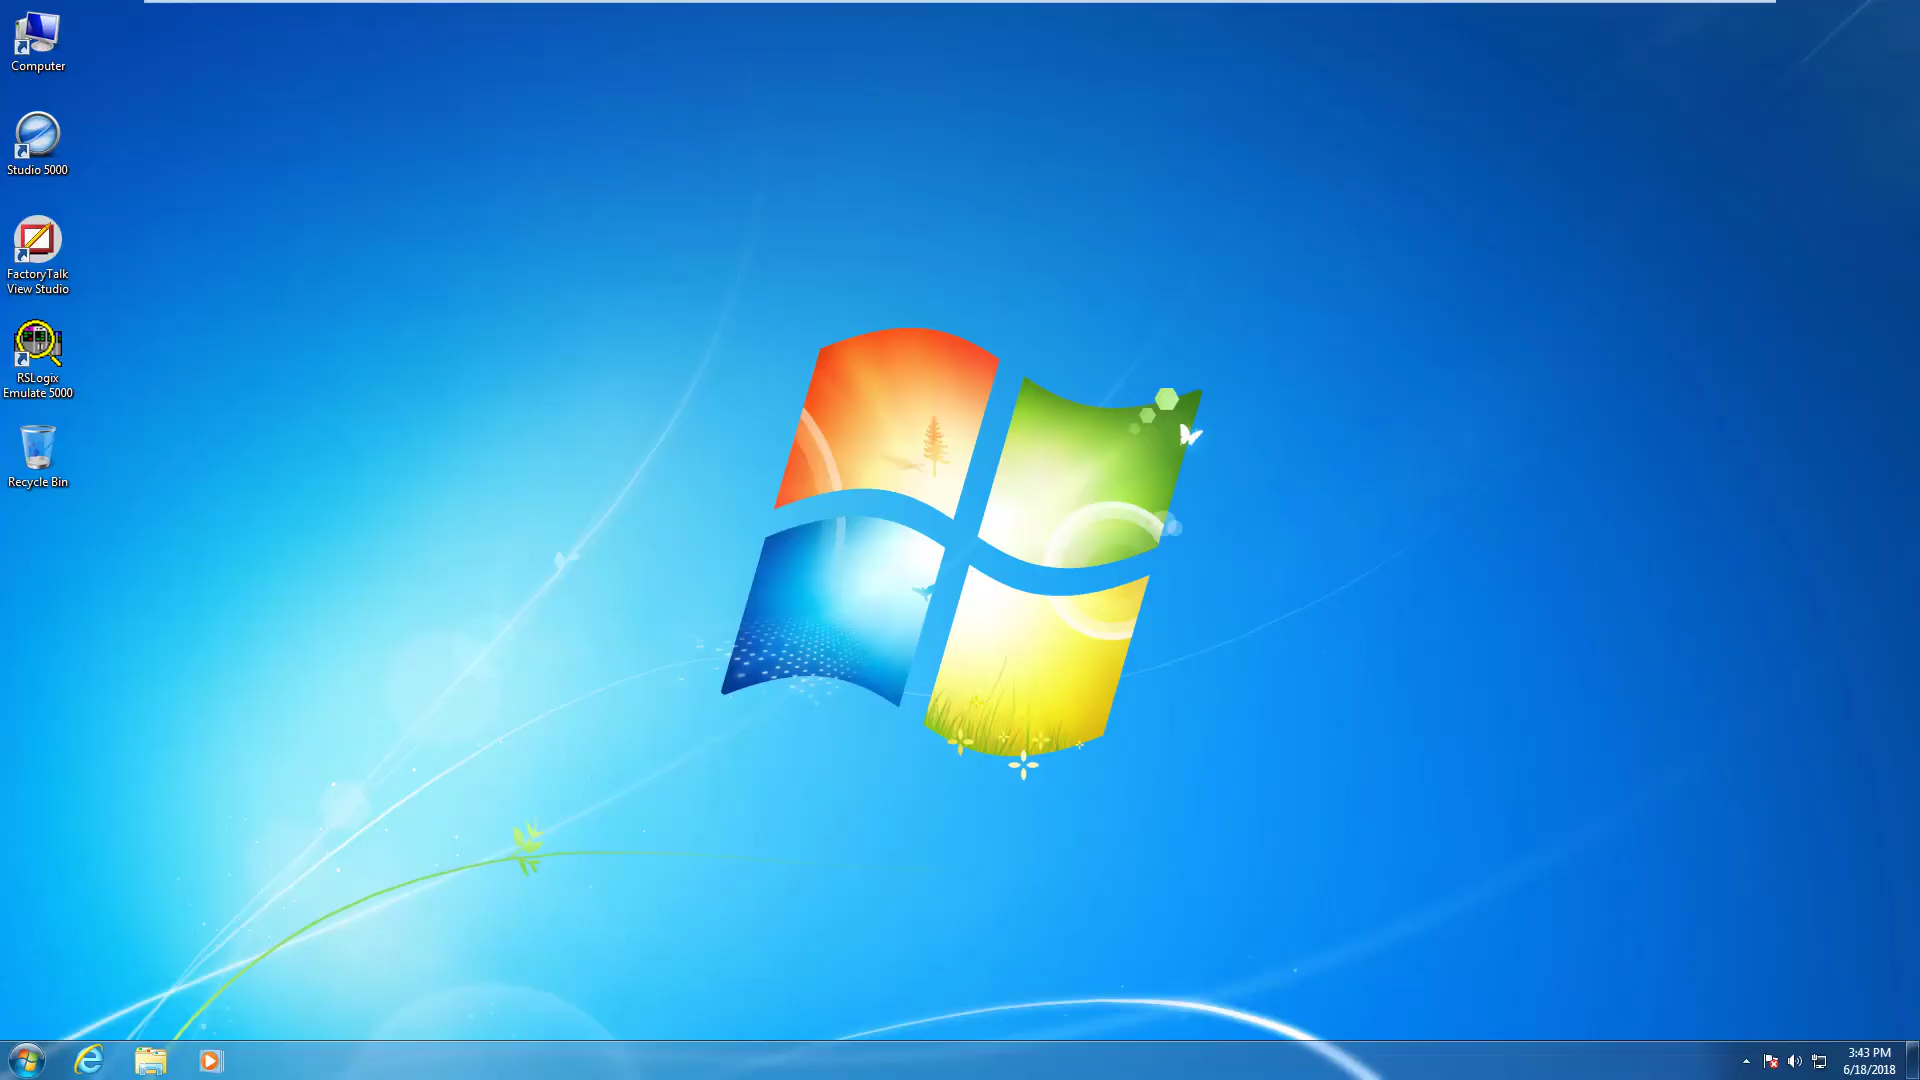 Computer
Studio 5000
FactoryTalk
View Studio
RSLogix
Emulate 5000
Recycle Bin
3:43 PM
6/18/2018